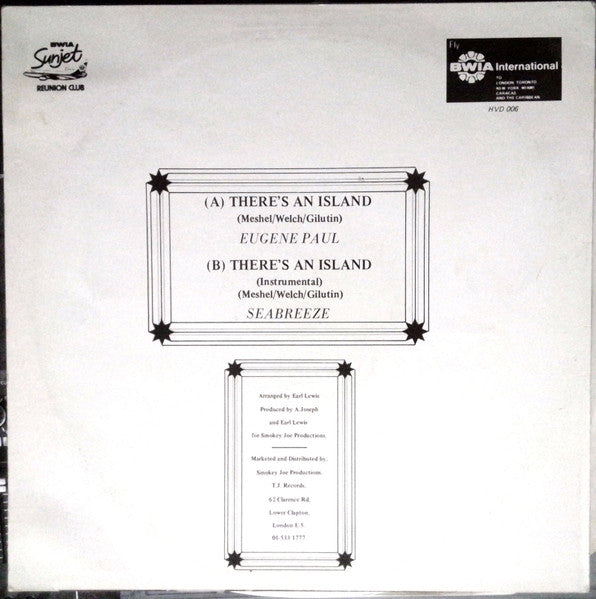 BWIA
Sunjet
REUNION CLUB
Fly
BWIA International
TO
LONDON TORONTO
NEW YORK MIAMI
CARACAS
AND THE CARIBBEAN
HVD 006
(A) THERE'S AN ISLAND
(Meshel/Welch/Gilutin)
EUGENE PAUL
(B) THERE'S AN ISLAND
(Instrumental)
(Meshel/Welch/Gilutin)
SEABREEZE
Arranged by Earl Lewis
Produced by A. Joseph
and Earl Lewis
for Smokey Joe Productions.
Marketed and Distributed by.
Smokey Joe Productions
T.J. Records,
62 Clarence Rd,
Lower Clapton,
London E.5.
01-533 1777